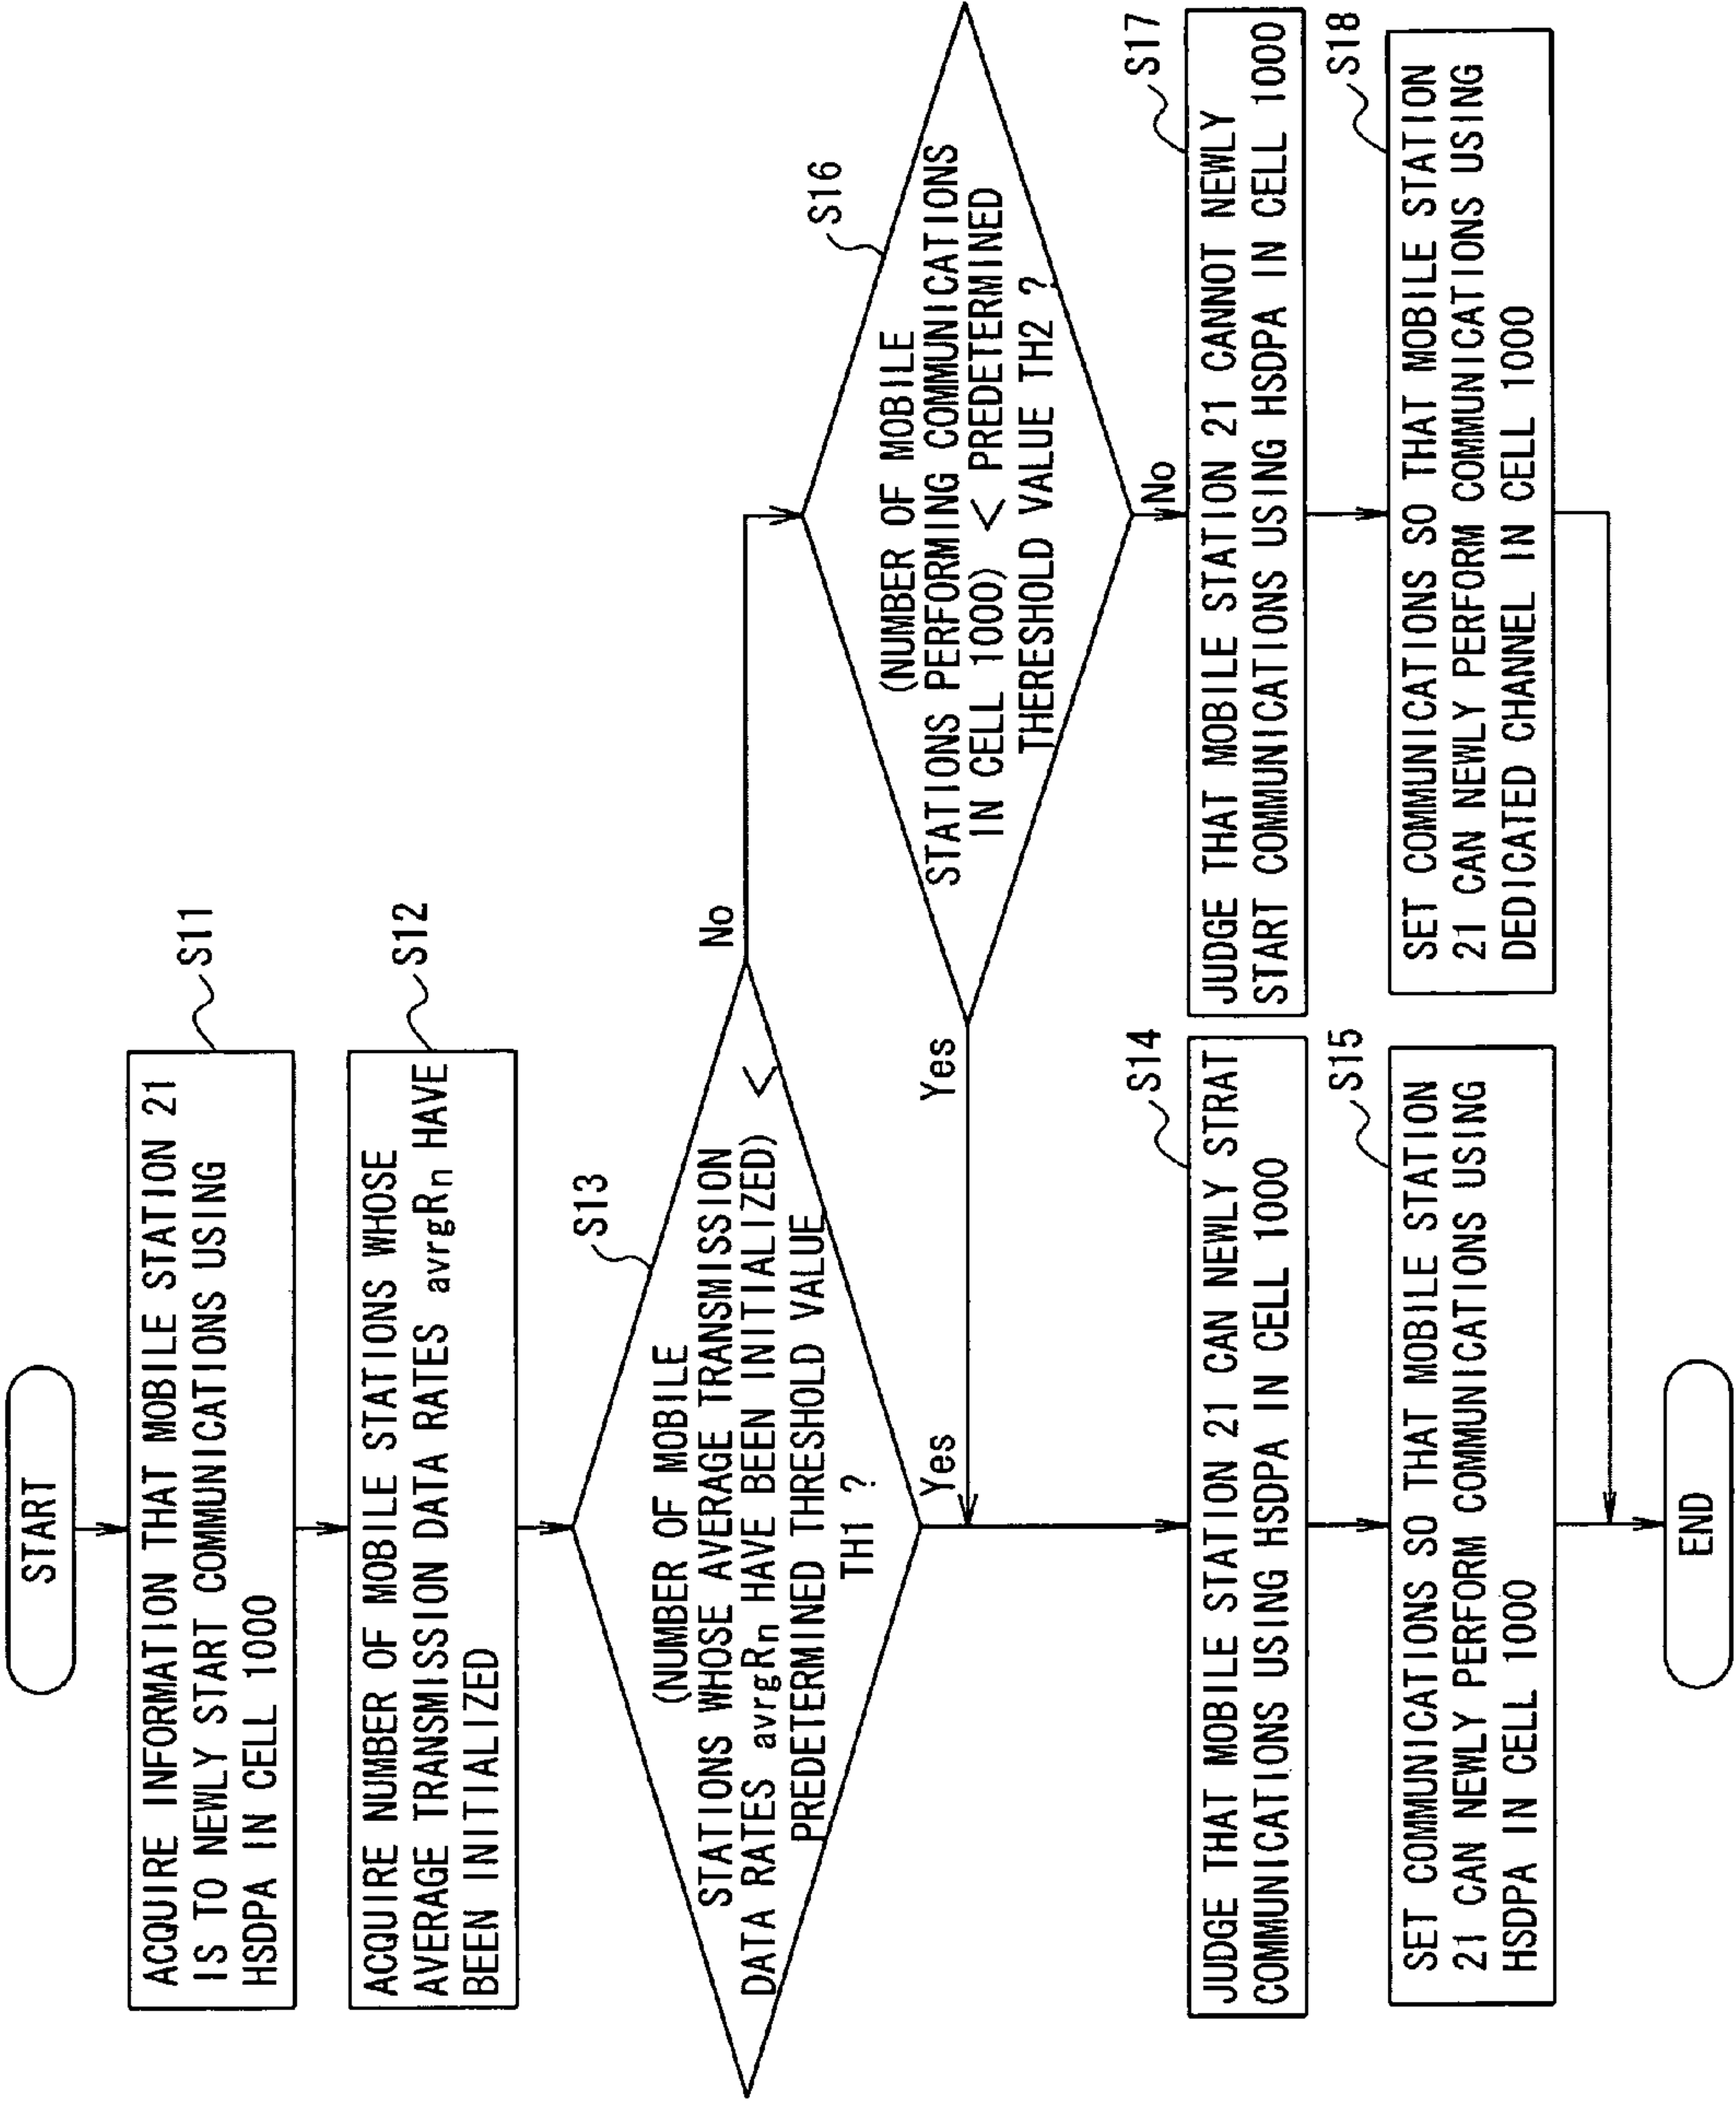 START
S11
ACQUIRE INFORMATION THAT MOBILE STATION 21
IS TO NEWLY START COMMUNICATIONS USING
HSDPA IN CELL 1000
S12
ACQUIRE NUMBER OF MOBILE STATIONS WHOSE
AVERAGE TRANSMISSION DATA RATES avrgRn HAVE
BEEN INITIALIZED
S13
(NUMBER OF MOBILE
STATIONS WHOSE AVERAGE TRANSMISSION
DATA RATES avrgRn HAVE BEEN INITIALIZED) <
PREDETERMINED THRESHOLD VALUE
TH1 ?
No
Yes
S16
(NUMBER OF MOBILE
STATIONS PERFORMING COMMUNICATIONS
IN CELL 1000) < PREDETERMINED
THERESHOLD VALUE TH2 ?
Yes
No
S14
JUDGE THAT MOBILE STATION 21 CAN NEWLY STRAT
COMMUNICATIONS USING HSDPA IN CELL 1000
S15
SET COMMUNICATIONS SO THAT MOBILE STATION
21 CAN NEWLY PERFORM COMMUNICATIONS USING
HSDPA IN CELL 1000
S17
JUDGE THAT MOBILE STATION 21 CANNOT NEWLY
START COMMUNICATIONS USING HSDPA IN CELL 1000
S18
SET COMMUNICATIONS SO THAT MOBILE STATION
21 CAN NEWLY PERFORM COMMUNICATIONS USING
DEDICATED CHANNEL IN CELL 1000
END